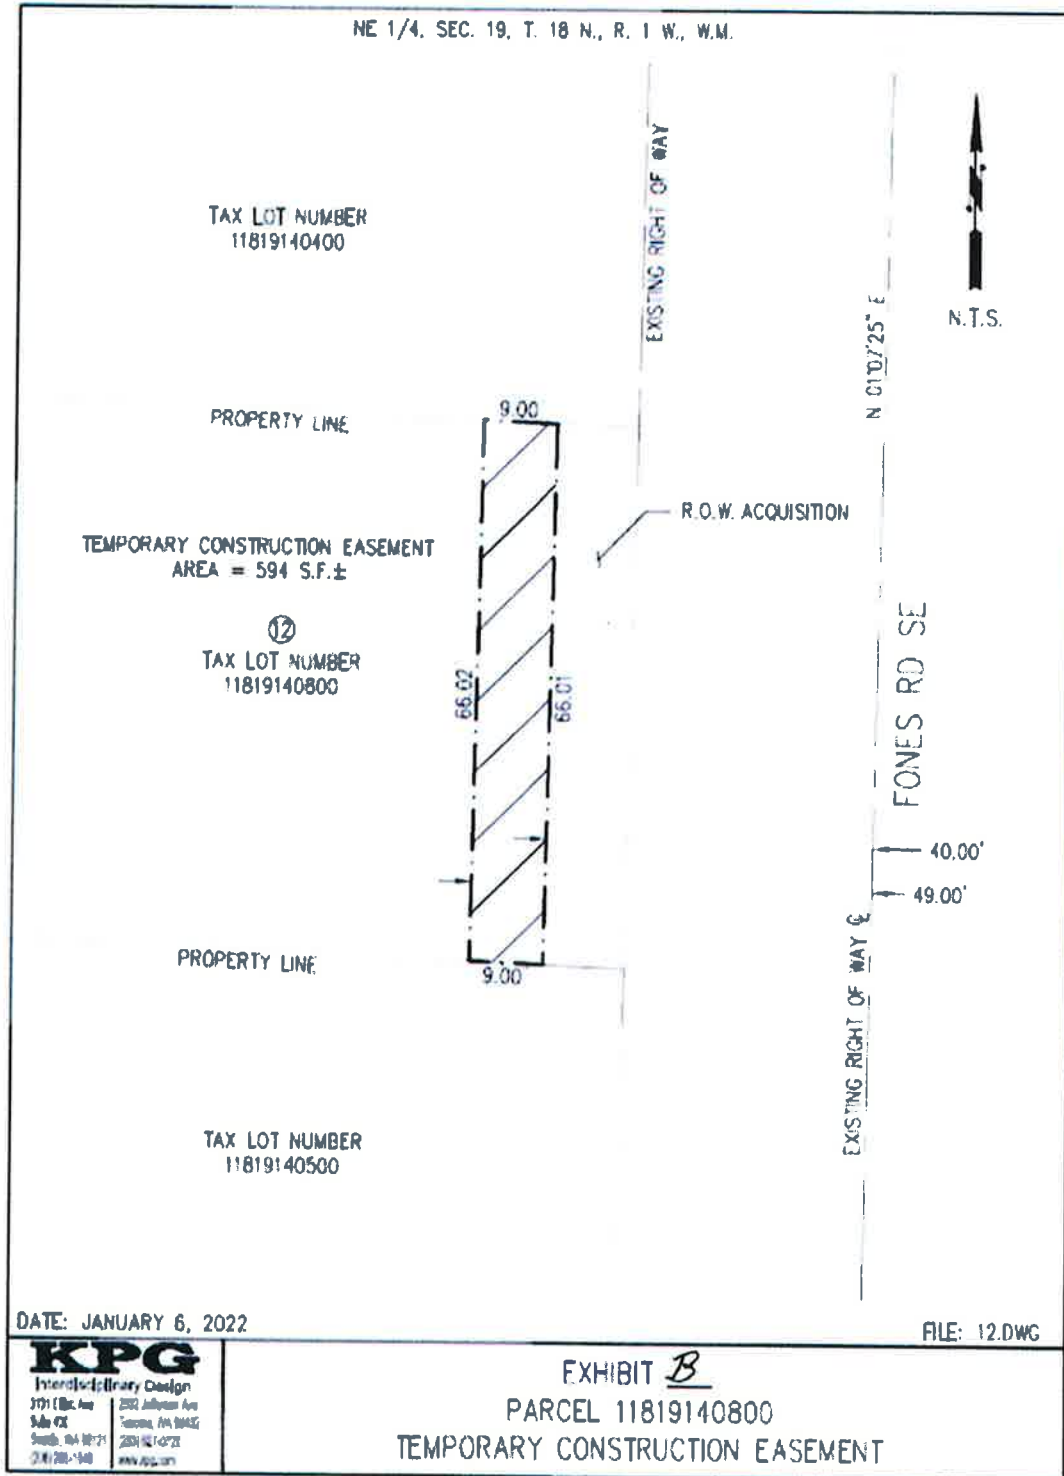 NE 1/4, SEC. 19, T. 18 N., R. 1 W., W.M.
EXISTING RIGHT OF WAY
TAX LOT NUMBER
11819140400
N.T.S.
N 01°07'25" E
PROPERTY LINE
9.00
R.O.W. ACQUISITION
TEMPORARY CONSTRUCTION EASEMENT
AREA = 594 S.F.±
12
TAX LOT NUMBER
11819140800
66.02
66.01
FONES RD SE
40.00'
49.00'
PROPERTY LINE
9.00
EXISTING RIGHT OF WAY ℄
TAX LOT NUMBER
11819140500
DATE: JANUARY 6, 2022
FILE: 12.DWG
KPG
Interdisciplinary Design
www.kpg.com
EXHIBIT B
PARCEL 11819140800
TEMPORARY CONSTRUCTION EASEMENT